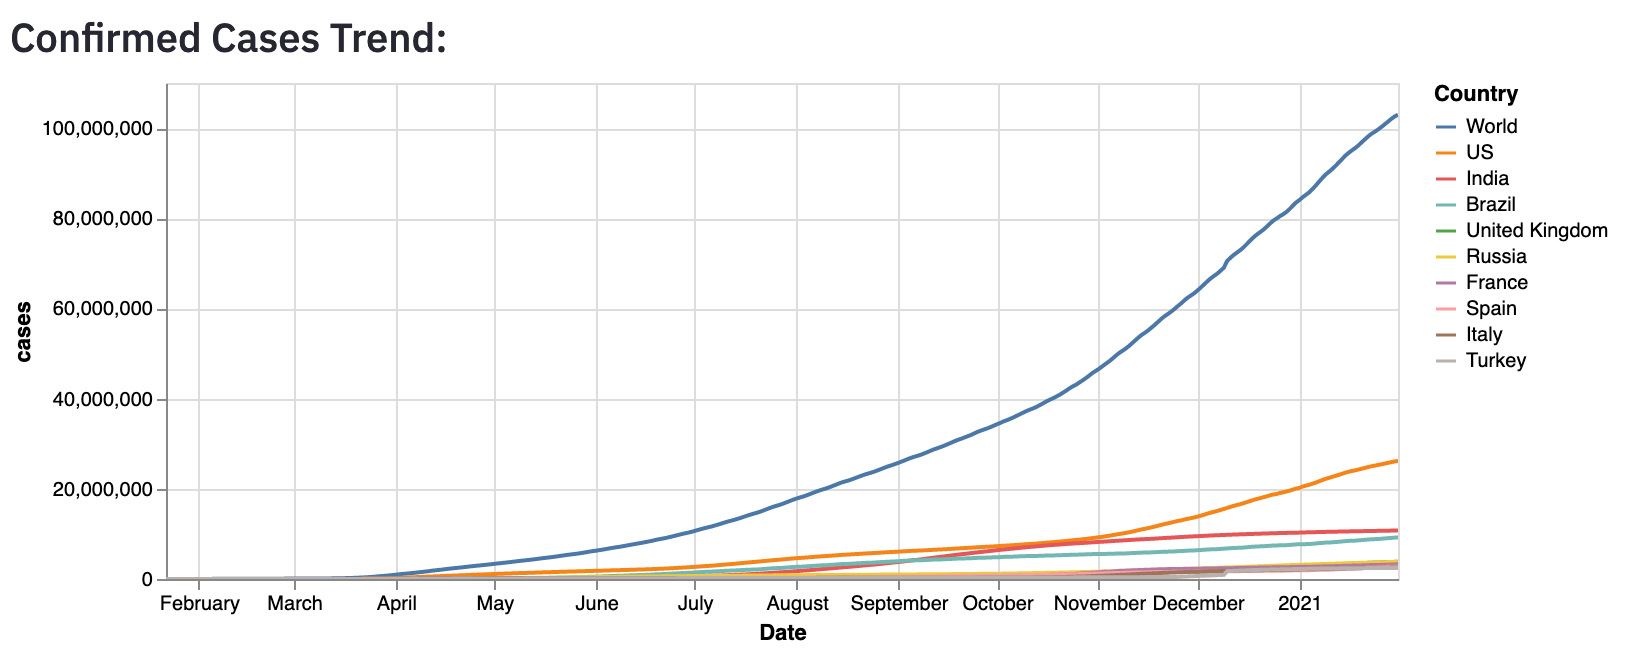 Confirmed Cases Trend:
Country
World
US
India
Brazil
United Kingdom
Russia
France
Spain
Italy
Turkey
cases
100,000,000
80,000,000
60,000,000
40,000,000
20,000,000
0
February March April May June July August September October November December 2021
Date